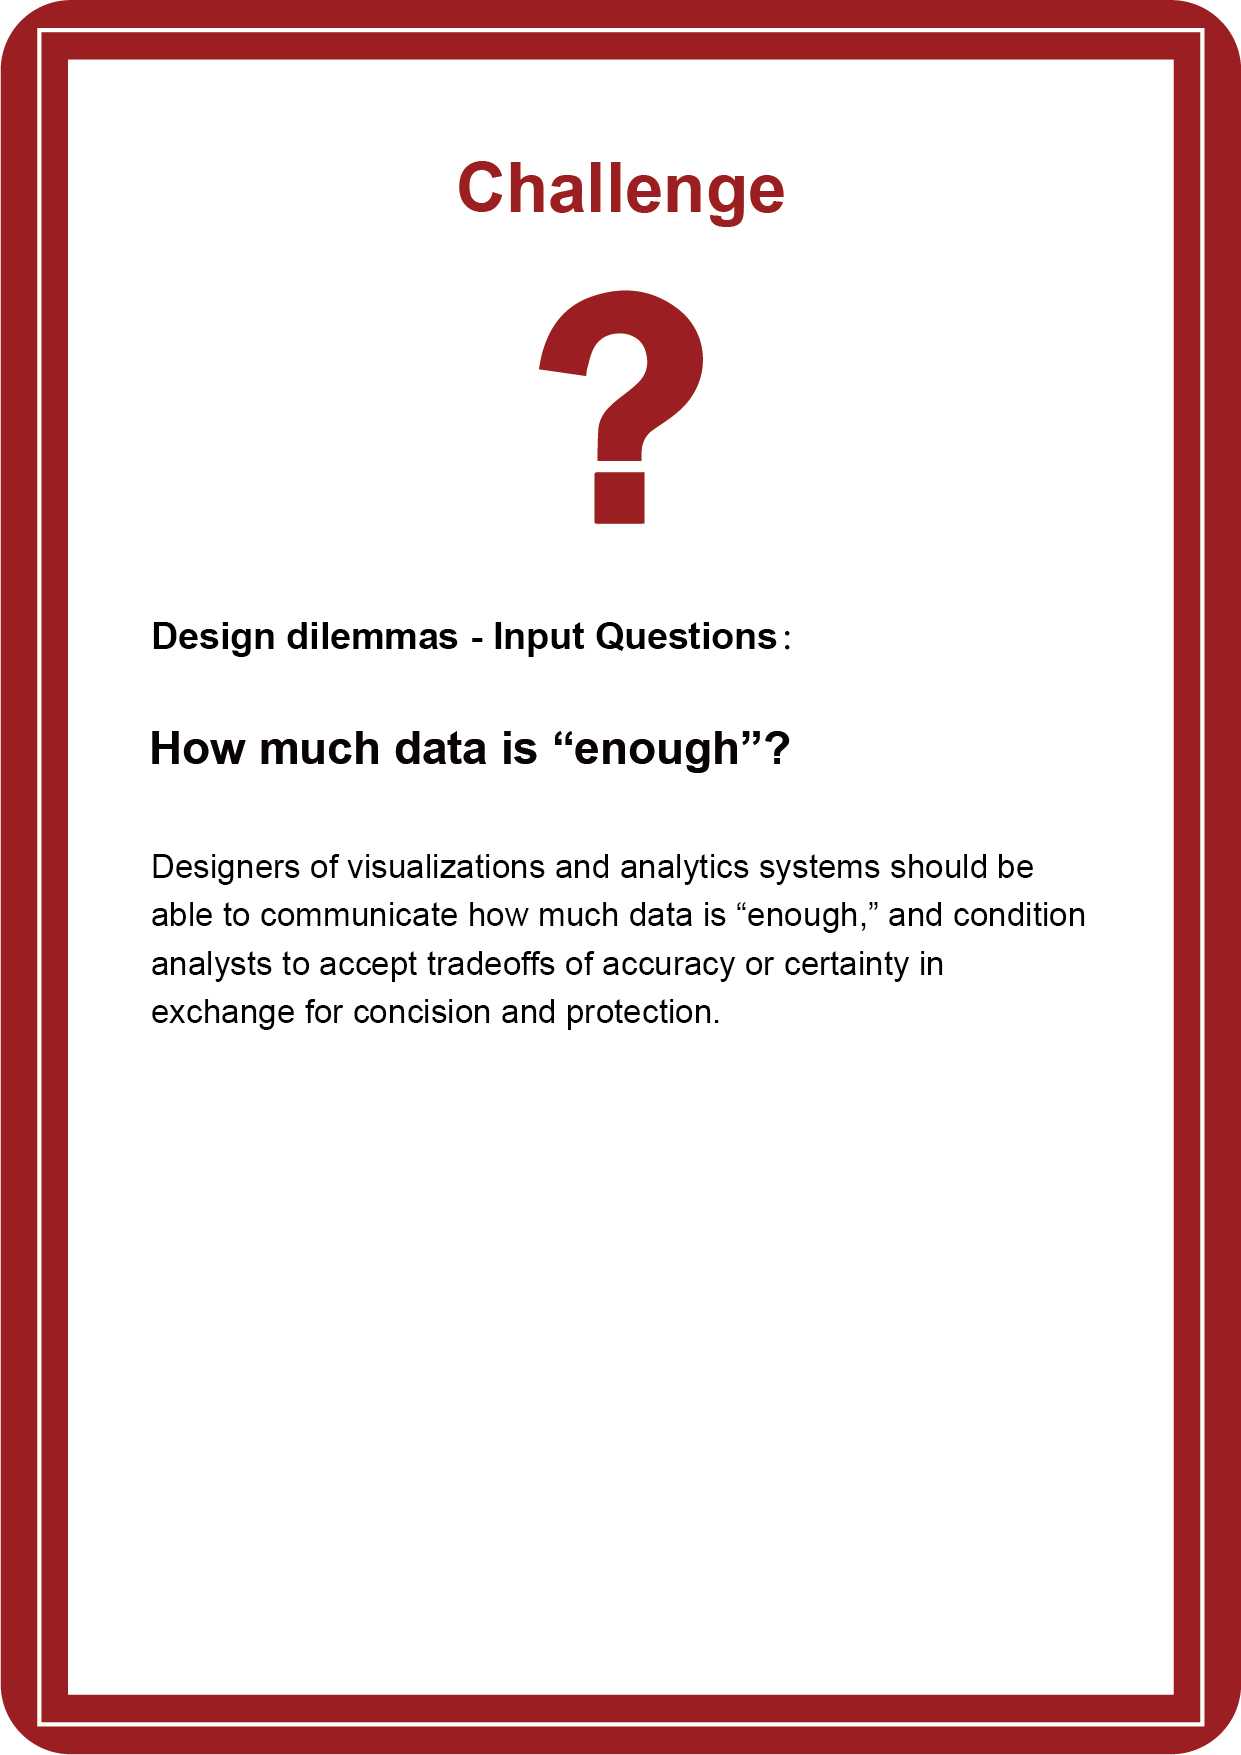 Challenge
?
Design dilemmas - Input Questions:
How much data is “enough”?
Designers of visualizations and analytics systems should be
able to communicate how much data is “enough,” and condition
analysts to accept tradeoffs of accuracy or certainty in
exchange for concision and protection.